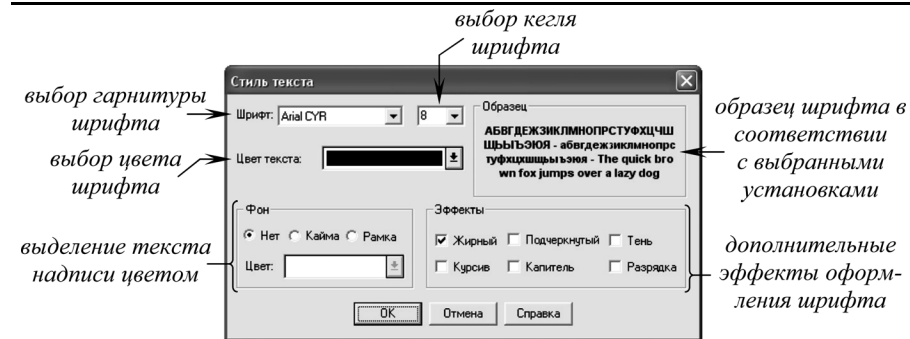 выбор кегля
шрифта
выбор гарнитуры
шрифта
выбор цвета
шрифта
выделение текста
надписи цветом
Стиль текста
Шрифт: Arial CYR 8
Цвет текста:
Образец
АБВГДЕЖЗИКЛМНОПРСТУФХЦЧШ
ЩЬЫЪЭЮЯ - абвгдежзиклмнопрс
туфхцхшщьыъэюя - The quick bro
wn fox jumps over a lazy dog
Фон
Нет Кайма Рамка
Цвет:
Эффекты
Жирный Подчеркнутый Тень
Курсив Капитель Разрядка
OK Отмена Справка
образец шрифта в
соответствии
с выбранными
установками
дополнительные
эффекты оформ-
ления шрифта